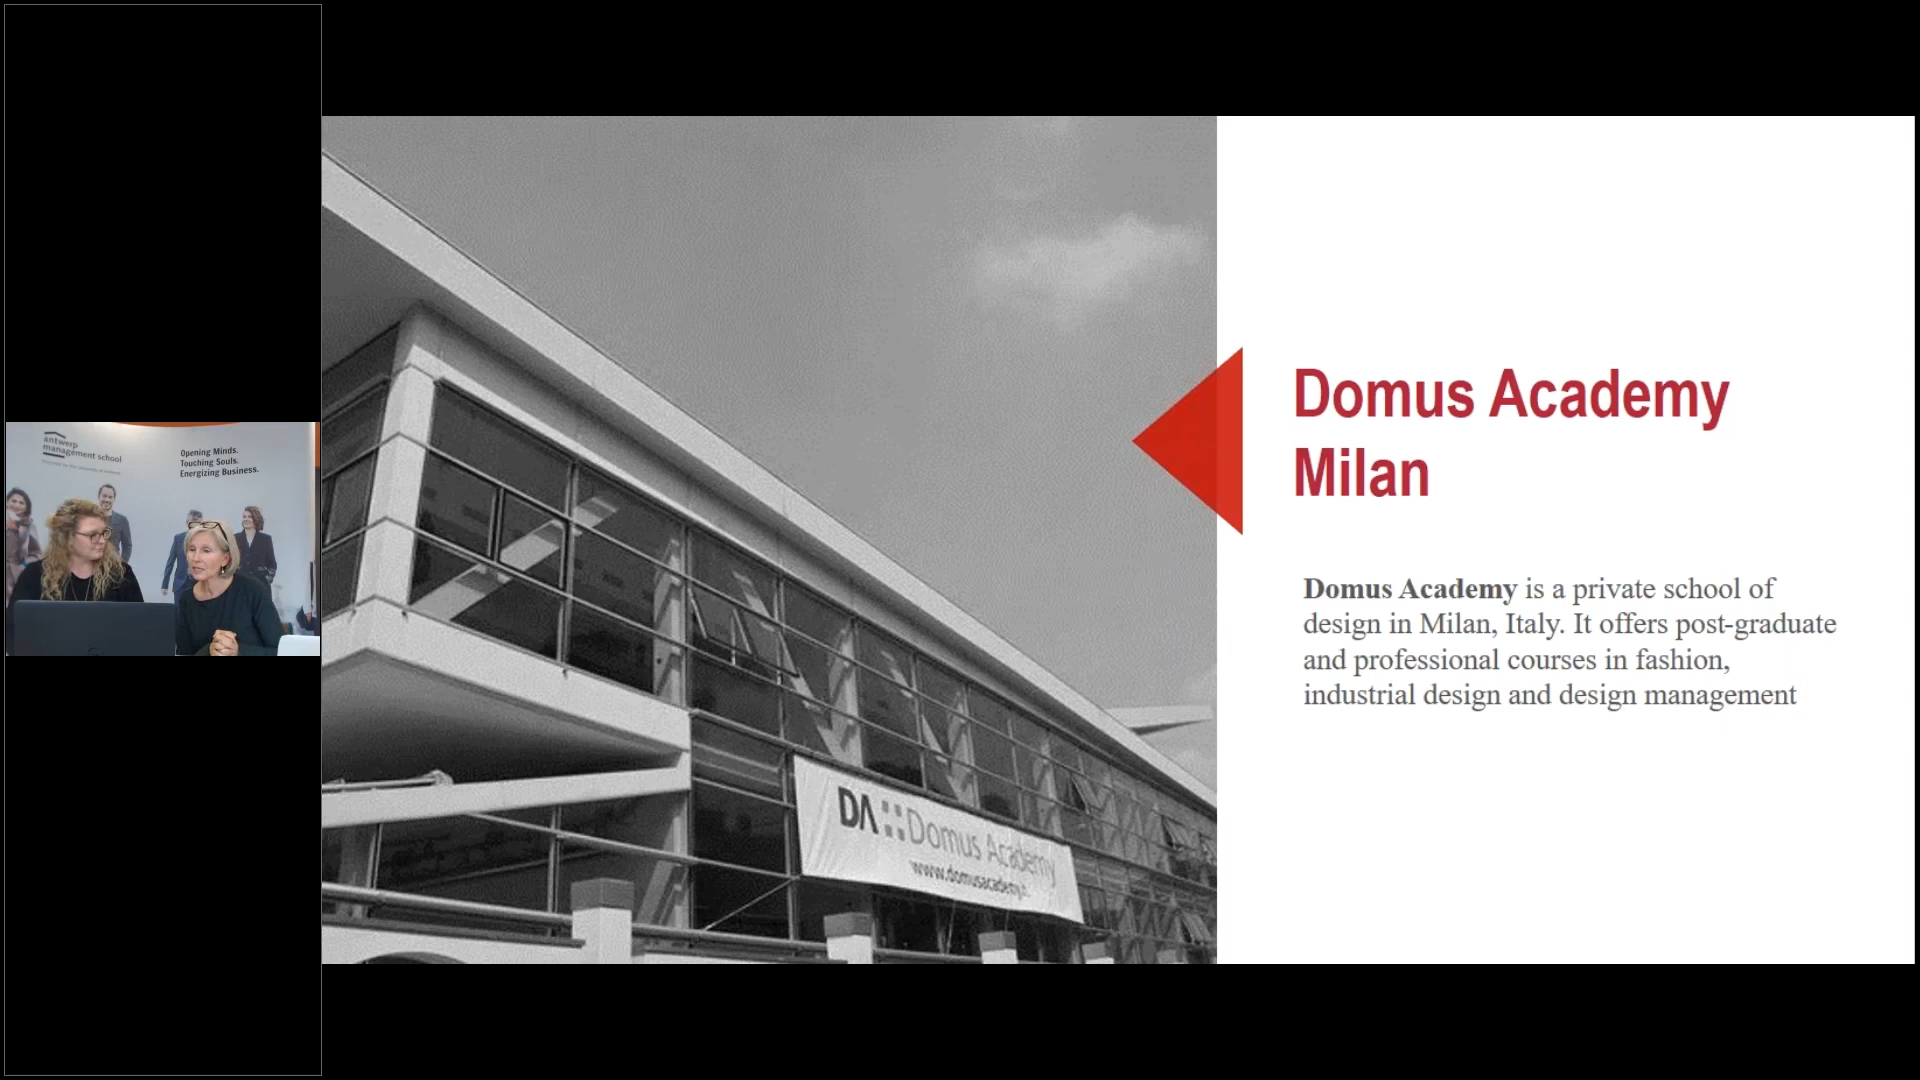 antwerp
management school
Opening Minds.
Touching Souls.
Energizing Business.
DA Domus Academy
www.domusacademy.
Domus Academy
Milan
Domus Academy is a private school of
design in Milan, Italy. It offers post-graduate
and professional courses in fashion,
industrial design and design management